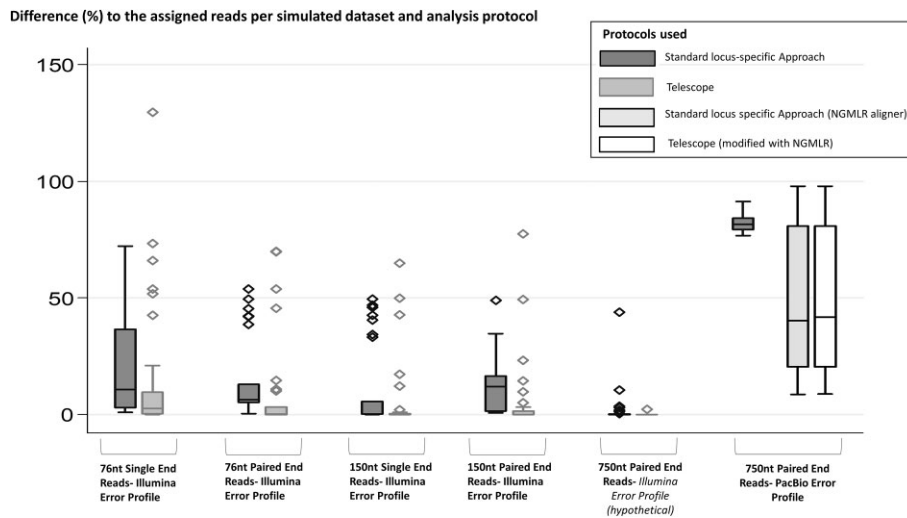 Difference (%) to the assigned reads per simulated dataset and analysis protocol
Protocols used
Standard locus-specific Approach
Telescope
Standard locus specific Approach (NGMLR aligner)
Telescope (modified with NGMLR)
150
100
50
0
76nt Single End
Reads- Illumina
Error Profile
76nt Paired End
Reads- Illumina
Error Profile
150nt Single End
Reads- Illumina
Error Profile
150nt Paired End
Reads- Illumina
Error Profile
750nt Paired End
Reads- Illumina
Error Profile
(hypothetical)
750nt Paired End
Reads- PacBio Error
Profile